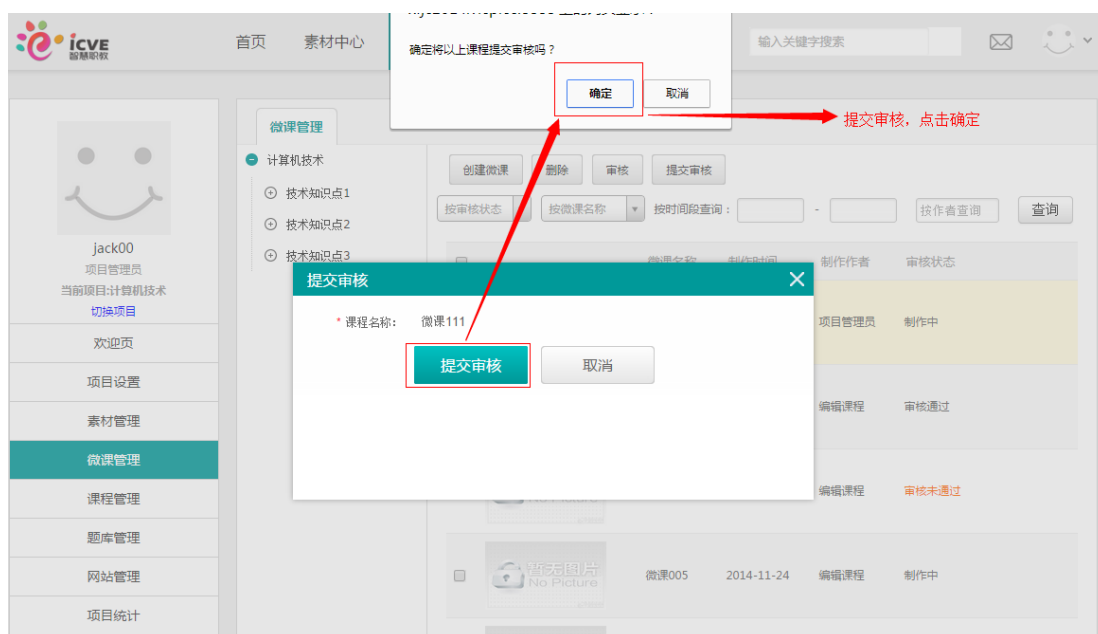 icve
智慧职教
首页
素材中心
确定将以上课程提交审核吗？
确定
取消
输入关键字搜索
提交审核，点击确定
jack00
项目管理员
当前项目:计算机技术
切换项目
欢迎页
项目设置
素材管理
微课管理
课程管理
题库管理
网站管理
项目统计
微课管理
计算机技术
技术知识点1
技术知识点2
技术知识点3
创建微课
删除
审核
提交审核
按审核状态
按微课名称
按时间段查询：
-
按作者查询
查询
微课名称
制作时间
制作作者
审核状态
提交审核
* 课程名称：
微课111
提交审核
取消
项目管理员
制作中
编辑课程
审核通过
编辑课程
审核未通过
No Picture
暂无图片
No Picture
微课005
2014-11-24
编辑课程
制作中